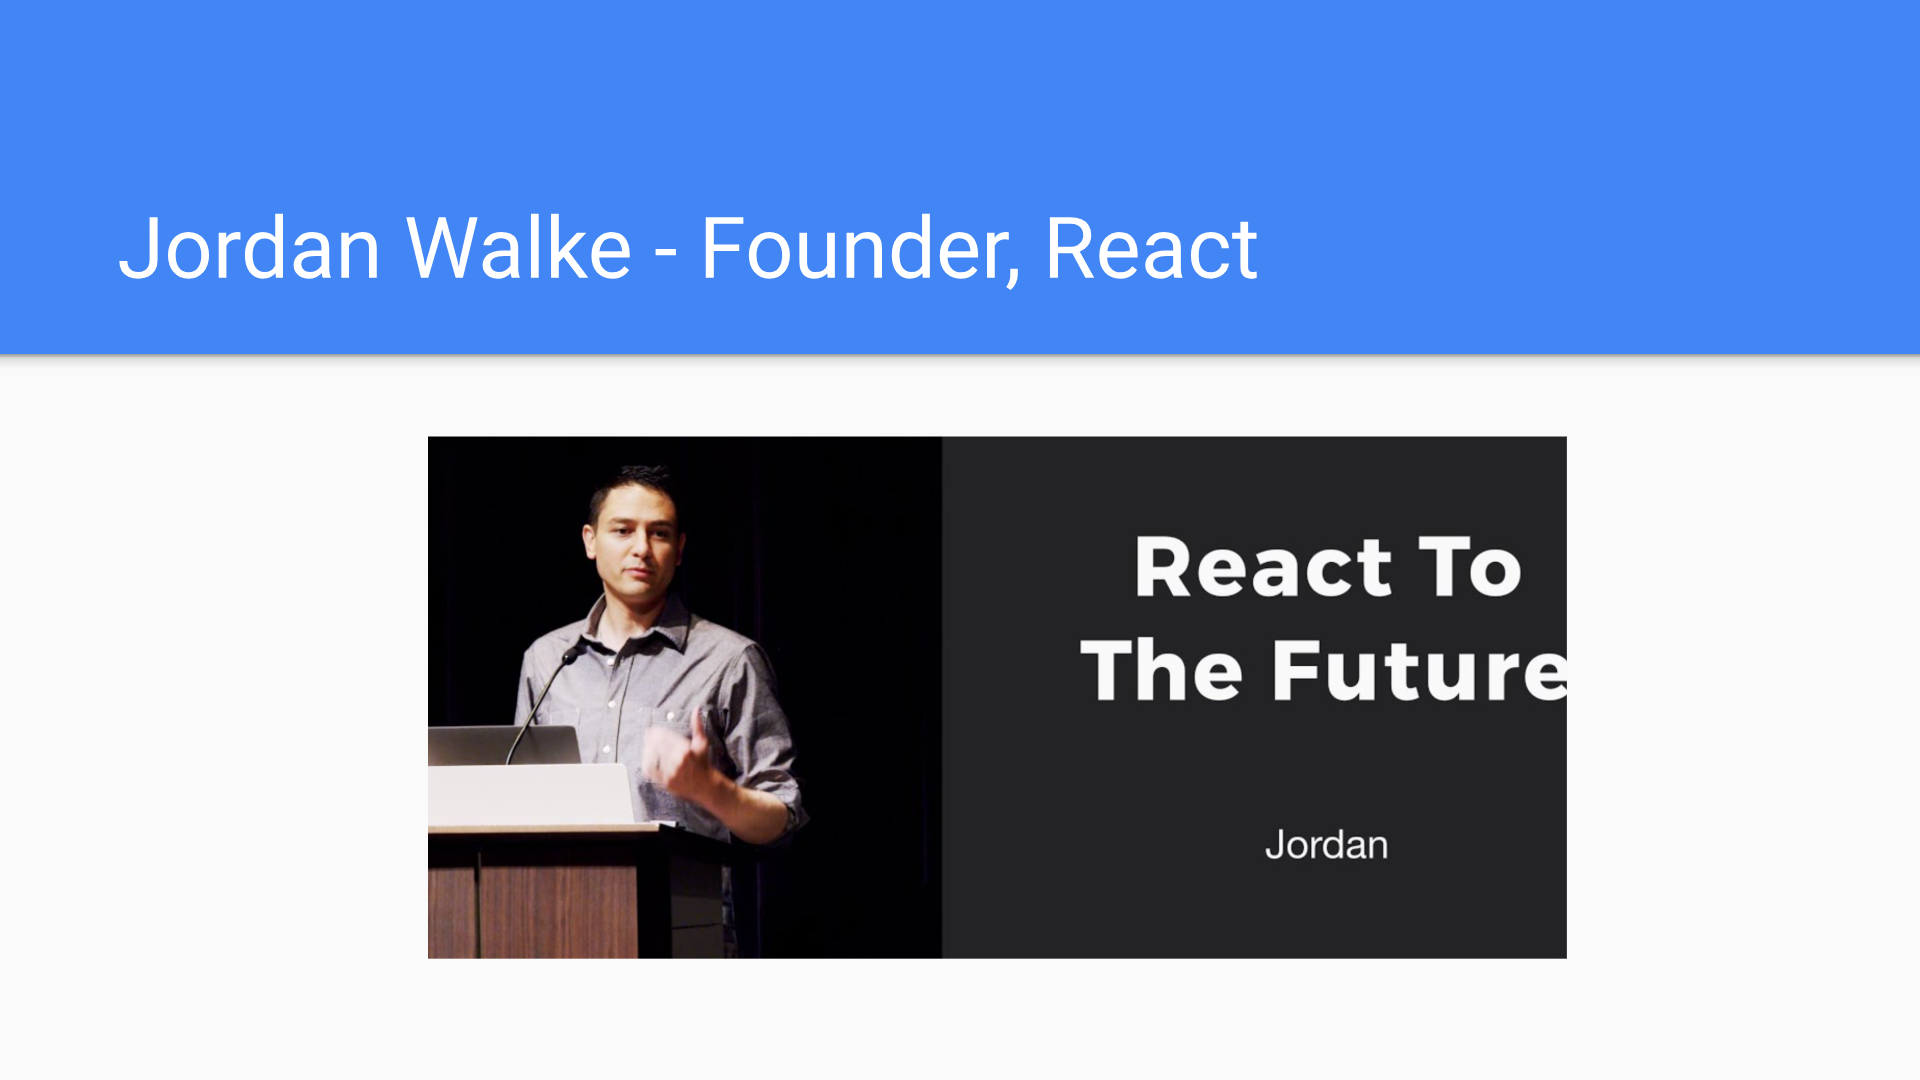 Jordan Walke - Founder, React
React To
The Future
Jordan